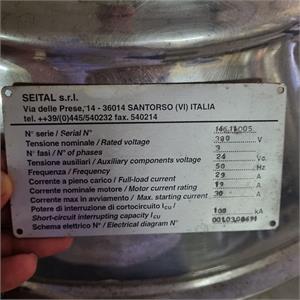 SEITAL s.r.l.
Via delle Prese, 14 - 36014 SANTORSO (VI) ITALIA
tel. ++39/(0)445/540232 fax. 540214
N° serie / Serial N°
Tensione nominale / Rated voltage V
N° fasi / N° of phases 3
Tensione ausiliari / Auxiliary components voltage 24 Vo.
Frequenza / Frequency 50 Hz
Corrente a pieno carico / Full-load current 29 A
Corrente nominale motore / Motor current rating 19 A
Corrente max in avviamento / Max. starting current 30 A
Potere di interruzione di cortocircuito Icu /
Short-circuit interrupting capacity Icu 100 kA
Schema elettrico N° / Electrical diagram N°